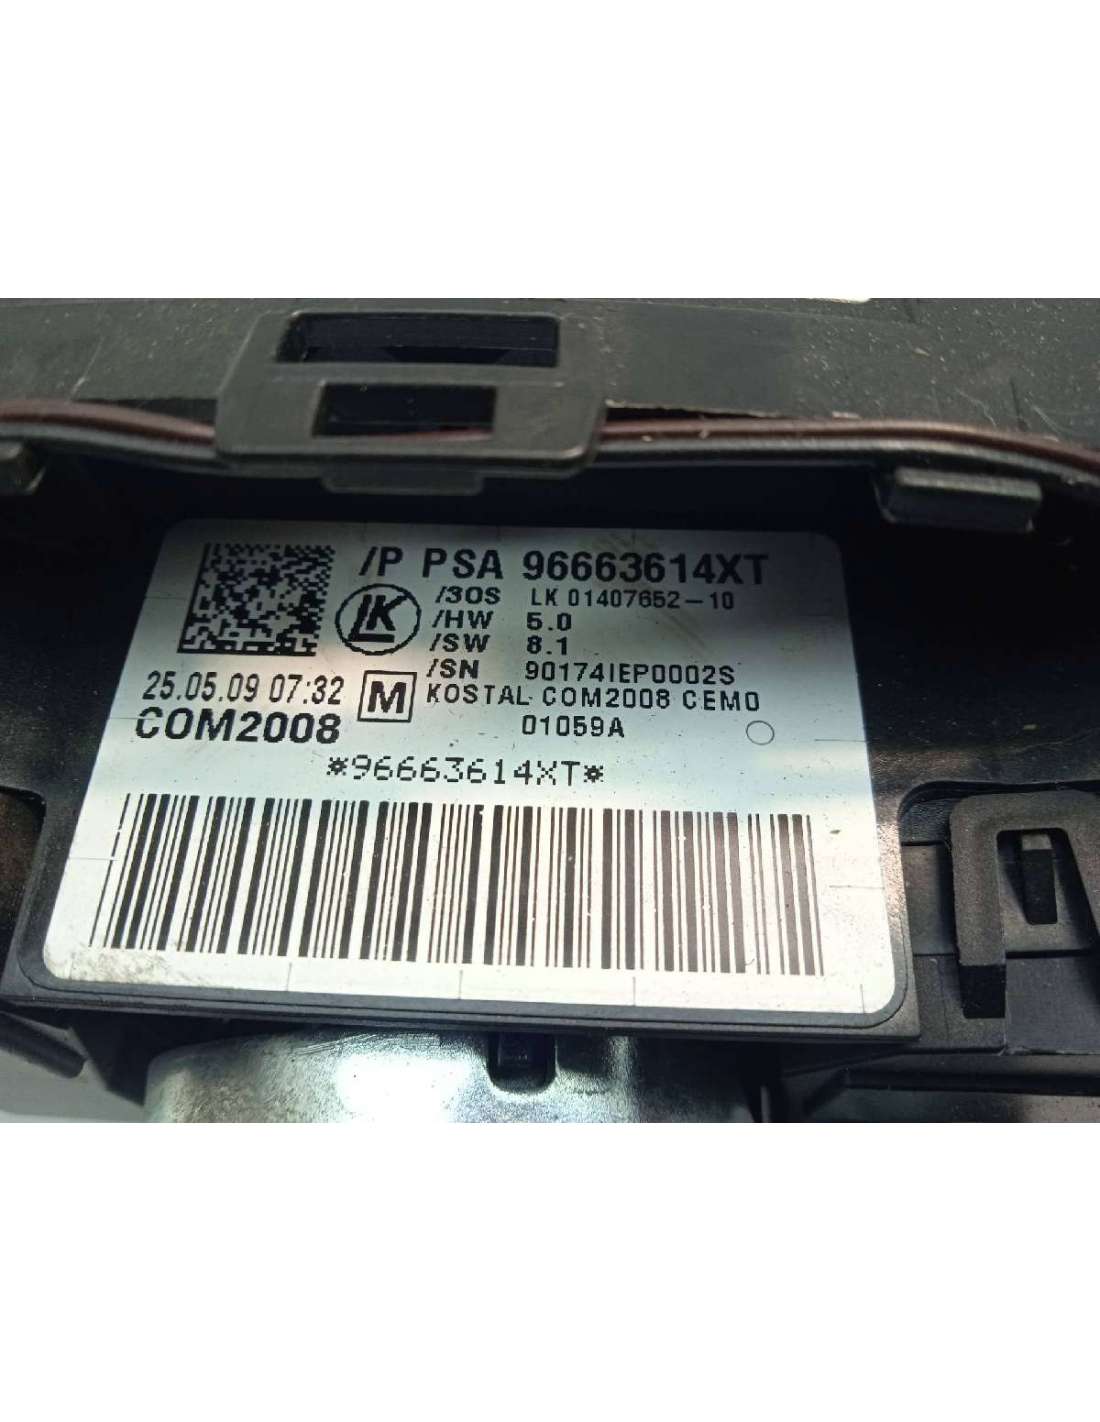 /P PSA 96663614XT
/3OS LK 01407652-10
LK
/HW 5.0
/SW 8.1
/SN 90174IEP0002S
25.05.09 07:32 M KOSTAL COM2008 CEM0
COM2008 01059A
*96663614XT*